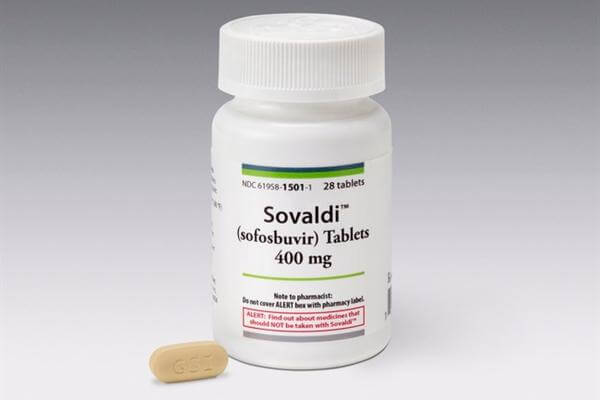 NDC 61958-1501-1 28 tablets
Sovaldi™
(sofosbuvir) Tablets
400 mg
Note to pharmacist:
Do not cover ALERT box with pharmacy label.
ALERT: Find out about medicines that
should NOT be taken with Sovaldi™
GSI